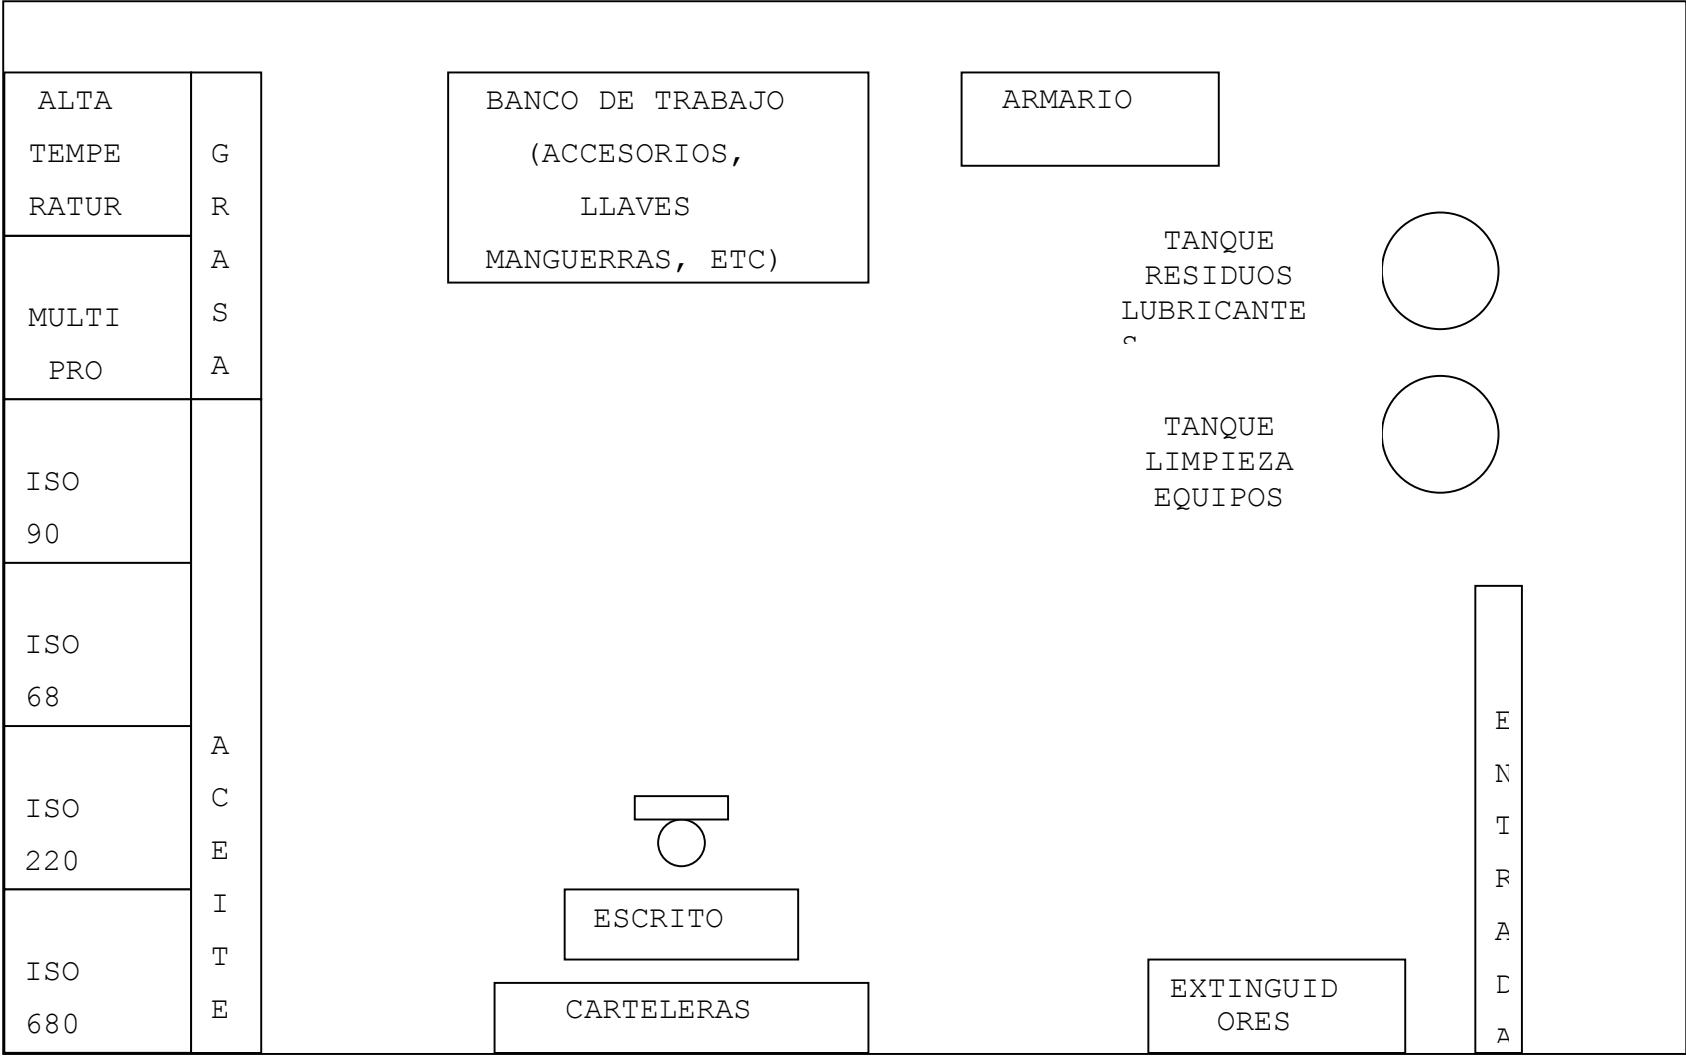 ALTA
TEMPE
RATUR
MULTI
PRO
ISO
90
ISO
68
ISO
220
ISO
680
G
R
A
S
A
A
C
E
I
T
E
BANCO DE TRABAJO
(ACCESORIOS,
LLAVES
MANGUERRAS, ETC)
ARMARIO
TANQUE
RESIDUOS
LUBRICANTE
S
TANQUE
LIMPIEZA
EQUIPOS
ESCRITO
CARTELERAS
EXTINGUID
ORES
E
N
T
R
A
D
A